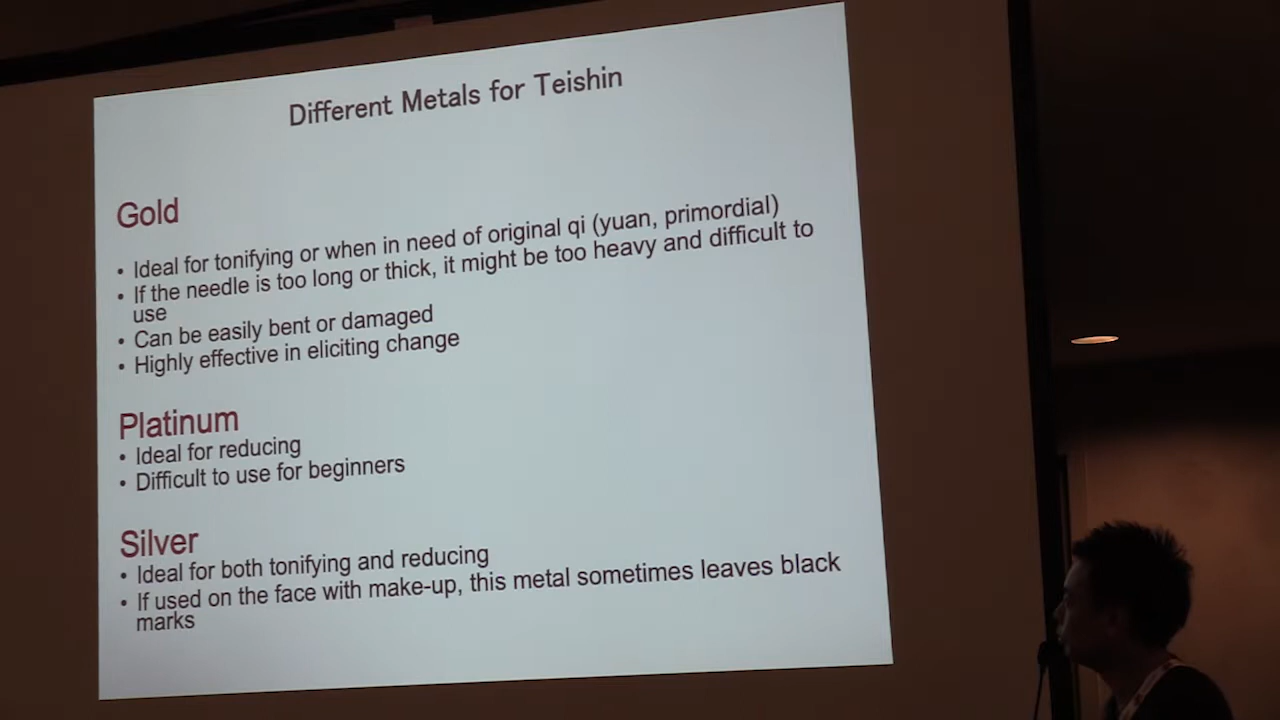 Different Metals for Teishin
Gold
• Ideal for tonifying or when in need of original qi (yuan, primordial)
• If the needle is too long or thick, it might be too heavy and difficult to
use
• Can be easily bent or damaged
• Highly effective in eliciting change
Platinum
• Ideal for reducing
• Difficult to use for beginners
Silver
• Ideal for both tonifying and reducing
• If used on the face with make-up, this metal sometimes leaves black
marks